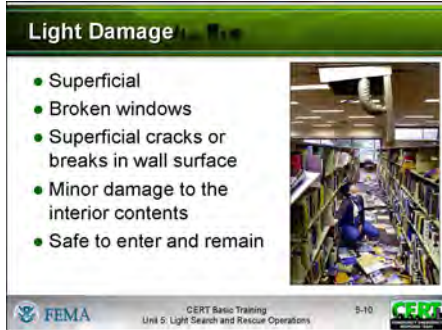 Light Damage
• Superficial
• Broken windows
• Superficial cracks or
breaks in wall surface
• Minor damage to the
interior contents
• Safe to enter and remain
FEMA
CERT Basic Training
Unit 5: Light Search and Rescue Operations
5-10
CERT